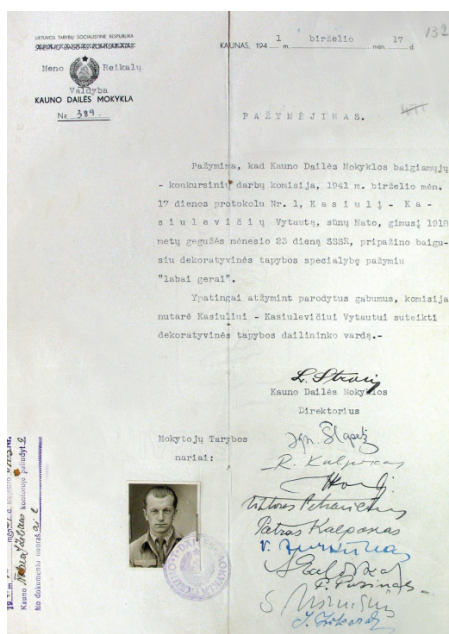 132
LIETUVOS TARYBŲ SOCIALISTINĖ RESPUBLIKA
KAUNAS, 194 1 m. birželio mėn. 17 d.
Meno Reikalų
Valdyba
KAUNO DAILĖS MOKYKLA
Nr. 389.
PAŽYMĖJIMAS.
Pažymima, kad Kauno Dailės Mokyklos baigiamųjų
- konkursinių darbų komisija, 1941 m. birželio mėn.
17 dienos protokolu Nr. 1, Kasiulį - Ka-
siulevičių Vytautą, sūnų Nato, gimusį 1918
metų gegužės mėnesio 23 dieną SSSR, pripažino baigu-
siu dekoratyvinės tapybos specialybę pažymiu
"labai gerai".
Ypatingai atžymint parodytus gabumus, komisija
nutarė Kasiuliui - Kasiulevičiui Vytautui suteikti
dekoratyvinės tapybos dailininko vardą.-
Kauno Dailės Mokyklos
Direktorius
Mokytojų Tarybos
nariai:
R. Kalpokas
Viktoras Petravičius
Petras Kalpokas